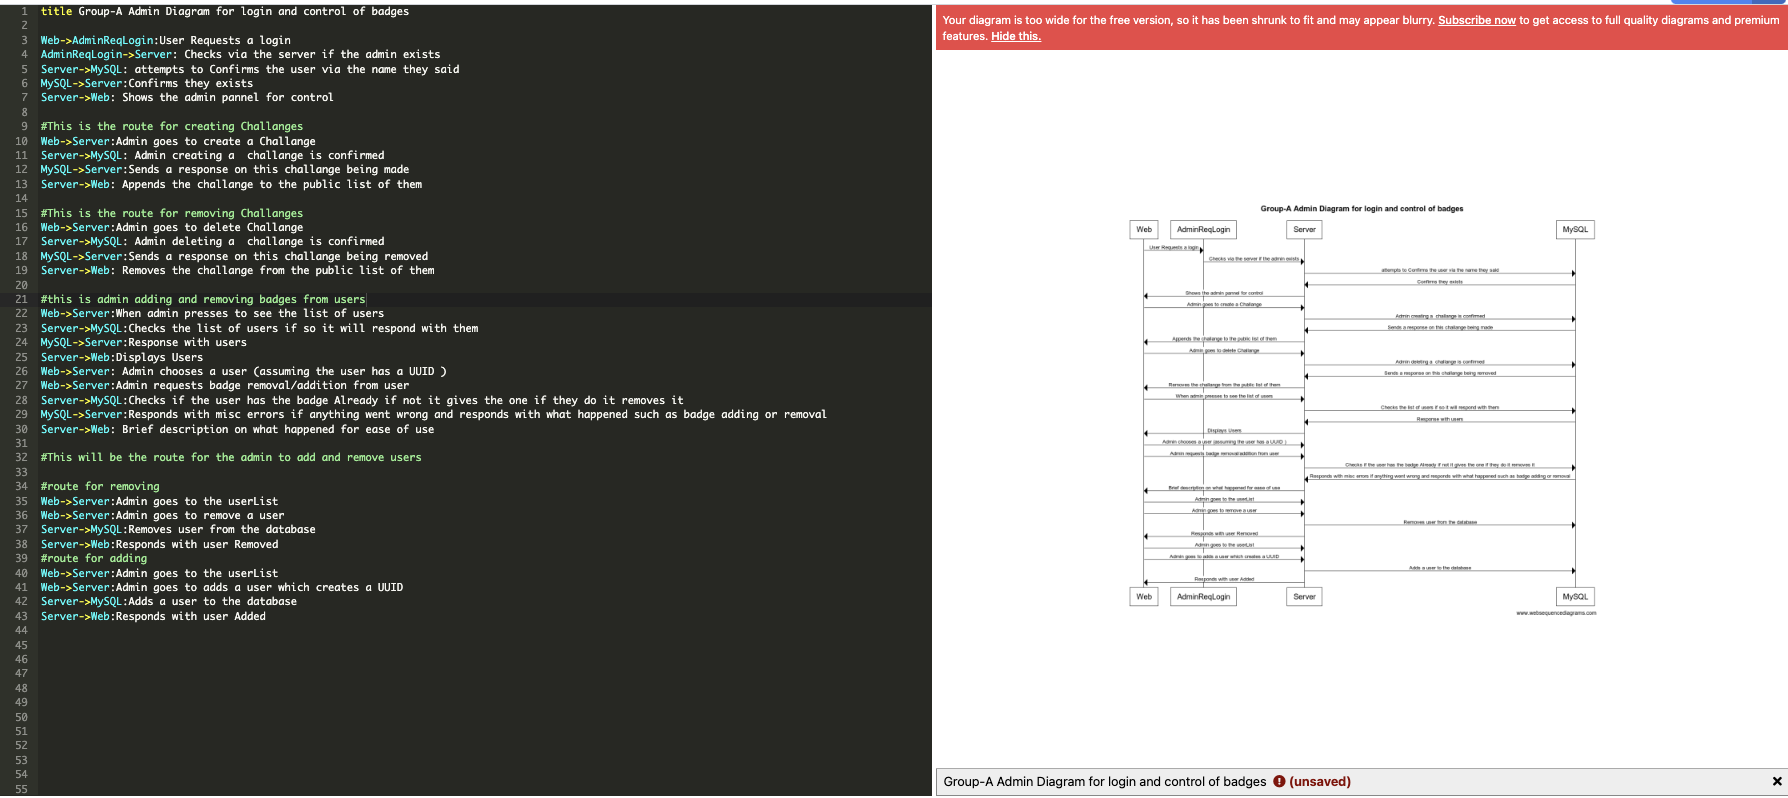 1 title Group-A Admin Diagram for login and control of badges
2
3 Web->AdminReqLogin:User Requests a login
4 AdminReqLogin->Server: Checks via the server if the admin exists
5 Server->MySQL: attempts to Confirms the user via the name they said
6 MySQL->Server:Confirms they exists
7 Server->Web: Shows the admin pannel for control
8
9 #This is the route for creating Challanges
10 Web->Server:Admin goes to create a Challange
11 Server->MySQL: Admin creating a  challange is confirmed
12 MySQL->Server:Sends a response on this challange being made
13 Server->Web: Appends the challange to the public list of them
14
15 #This is the route for removing Challanges
16 Web->Server:Admin goes to delete Challange
17 Server->MySQL: Admin deleting a  challange is confirmed
18 MySQL->Server:Sends a response on this challange being removed
19 Server->Web: Removes the challange from the public list of them
20
21 #this is admin adding and removing badges from users
22 Web->Server:When admin presses to see the list of users
23 Server->MySQL:Checks the list of users if so it will respond with them
24 MySQL->Server:Response with users
25 Server->Web:Displays Users
26 Web->Server: Admin chooses a user (assuming the user has a UUID )
27 Web->Server:Admin requests badge removal/addition from user
28 Server->MySQL:Checks if the user has the badge Already if not it gives the one if they do it removes it
29 MySQL->Server:Responds with misc errors if anything went wrong and responds with what happened such as badge adding or removal
30 Server->Web: Brief description on what happened for ease of use
31
32 #This will be the route for the admin to add and remove users
33
34 #route for removing
35 Web->Server:Admin goes to the userList
36 Web->Server:Admin goes to remove a user
37 Server->MySQL:Removes user from the database
38 Server->Web:Responds with user Removed
39 #route for adding
40 Web->Server:Admin goes to the userList
41 Web->Server:Admin goes to adds a user which creates a UUID
42 Server->MySQL:Adds a user to the database
43 Server->Web:Responds with user Added
44
45
46
47
48
49
50
51
52
53
54
55
Your diagram is too wide for the free version, so it has been shrunk to fit and may appear blurry. Subscribe now to get access to full quality diagrams and premium
features. Hide this.
Group-A Admin Diagram for login and control of badges
Web AdminReqLogin Server MySQL
User Requests a login
Checks via the server if the admin exists
attempts to Confirms the user via the name they said
Confirms they exists
Shows the admin pannel for control
Admin goes to create a Challange
Admin creating a challange is confirmed
Sends a response on this challange being made
Appends the challange to the public list of them
Admin goes to delete Challange
Admin deleting a challange is confirmed
Sends a response on this challange being removed
Removes the challange from the public list of them
When admin presses to see the list of users
Checks the list of users if so it will respond with them
Response with users
Displays Users
Admin chooses a user (assuming the user has a UUID )
Admin requests badge removal/addition from user
Checks if the user has the badge Already if not it gives the one if they do it removes it
Responds with misc errors if anything went wrong and responds with what happened such as badge adding or removal
Brief description on what happened for ease of use
Admin goes to the userList
Admin goes to remove a user
Removes user from the database
Responds with user Removed
Admin goes to the userList
Admin goes to adds a user which creates a UUID
Adds a user to the database
Responds with user Added
Web AdminReqLogin Server MySQL
www.websequencediagrams.com
Group-A Admin Diagram for login and control of badges (unsaved)